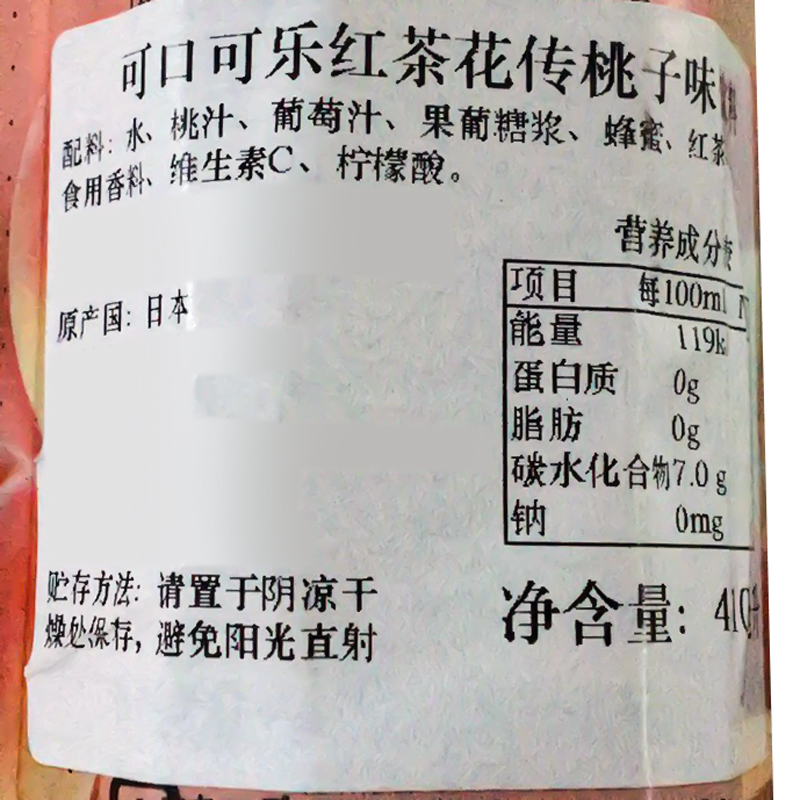 可口可乐红茶花传桃子味
配料: 水、桃汁、葡萄汁、果葡糖浆、蜂蜜、红茶
食用香料、维生素C、柠檬酸。
营养成分
原产国: 日本
项目 每100ml
能量 119k
蛋白质 0g
脂肪 0g
碳水化合物 7.0 g
钠 0mg
贮存方法: 请置于阴凉干
燥处保存, 避免阳光直射
净含量: 410